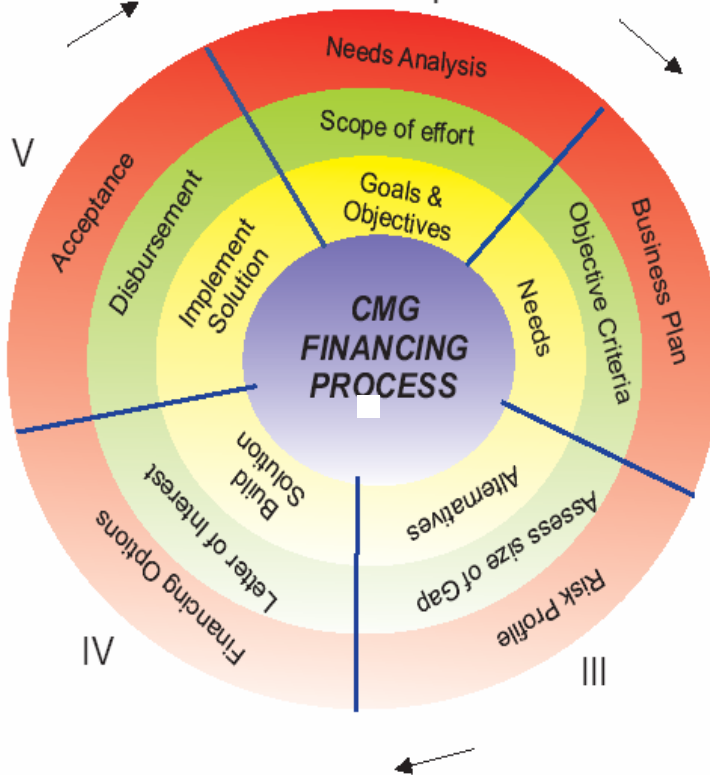 Needs Analysis
Scope of effort
Goals &
Objectives
Business Plan
Objective Criteria
Needs
Risk Profile
Assess size of Gap
Alternatives
III
Financing Options
Letter of Interest
Build
Solution
IV
Acceptance
Disbursement
Implement
Solution
V
CMG
FINANCING
PROCESS